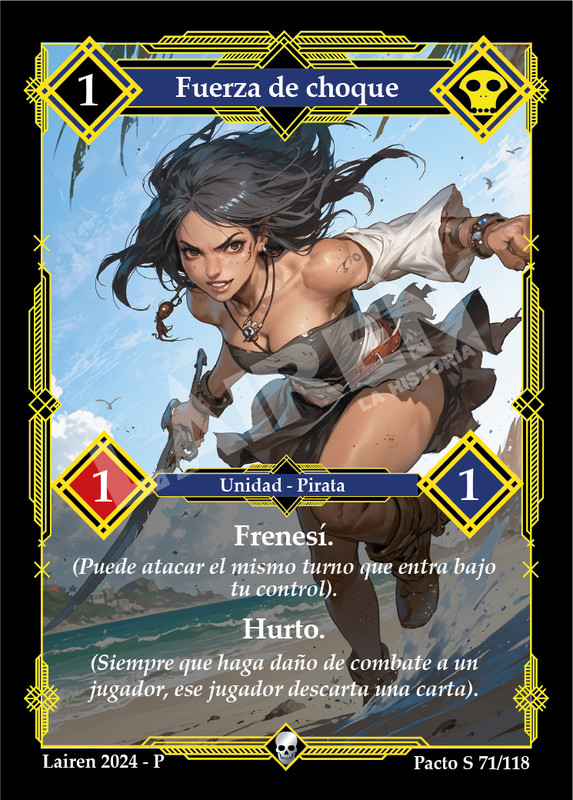 1
Fuerza de choque
1
Unidad - Pirata
1
Frenesí.
(Puede atacar el mismo turno que entra bajo
tu control).
Hurto.
(Siempre que haga daño de combate a un
jugador, ese jugador descarta una carta).
Lairen 2024 - P
Pacto S 71/118
LA HISTORIA